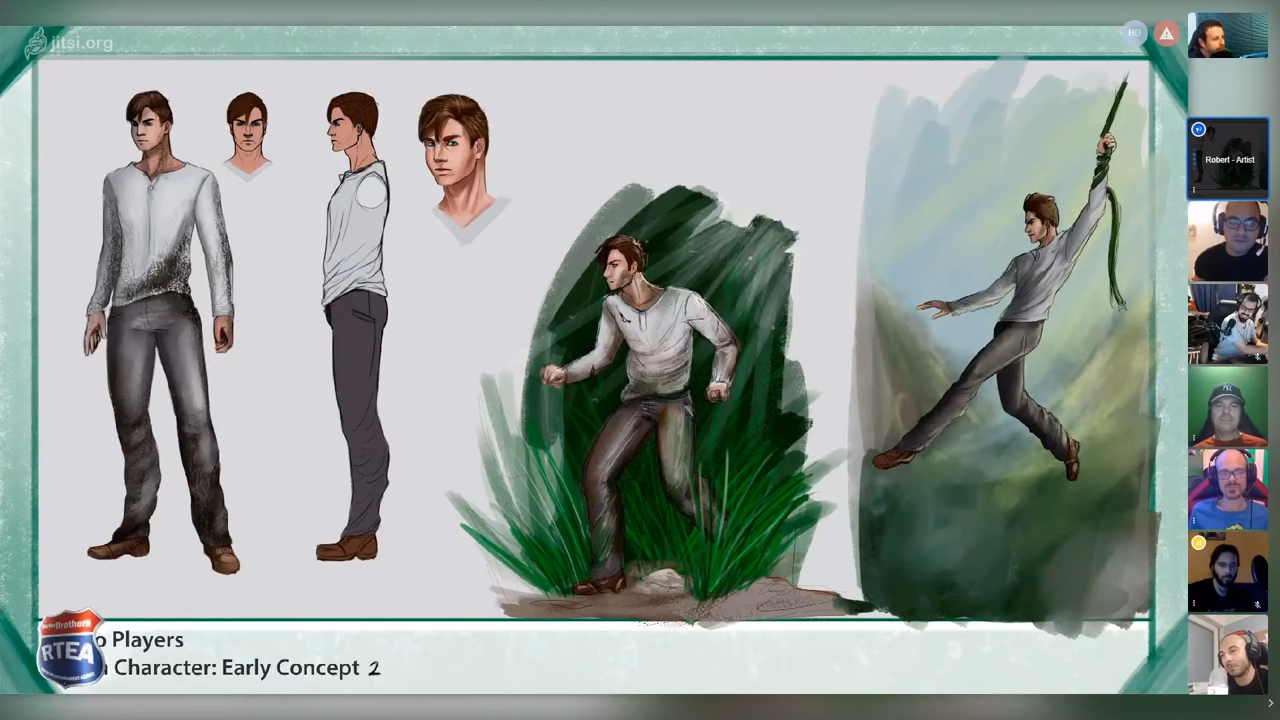 jitsi.org
HD
Robert - Artist
Brothers
RTEA
o Players
Character: Early Concept 2